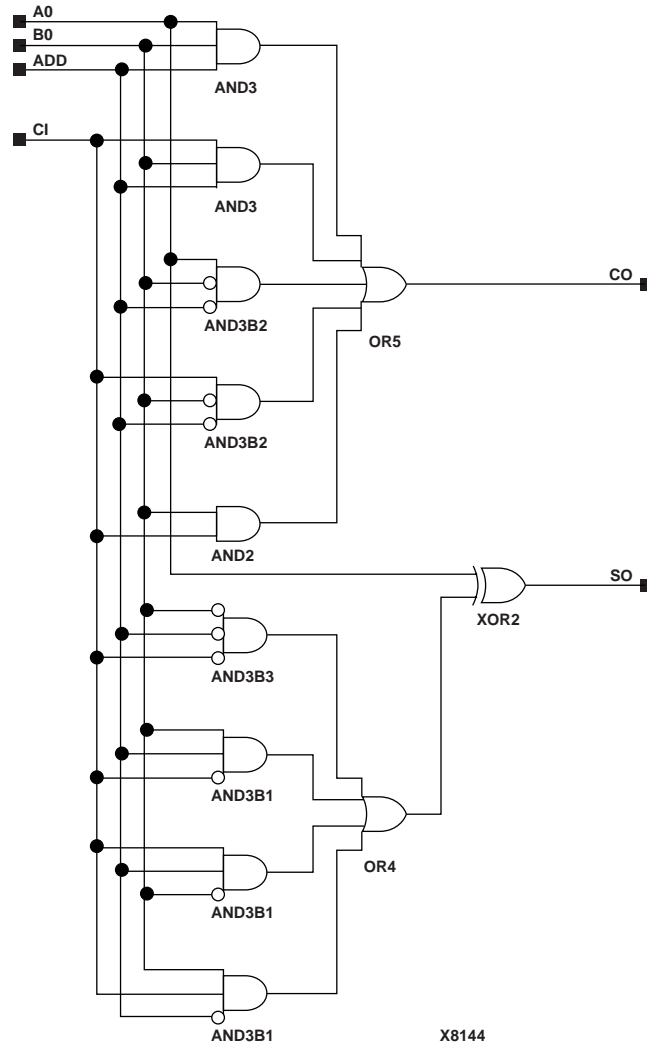 A0
B0
ADD
AND3
CI
AND3
CO
AND3B2
OR5
AND3B2
AND2
SO
XOR2
AND3B3
AND3B1
OR4
AND3B1
AND3B1
X8144